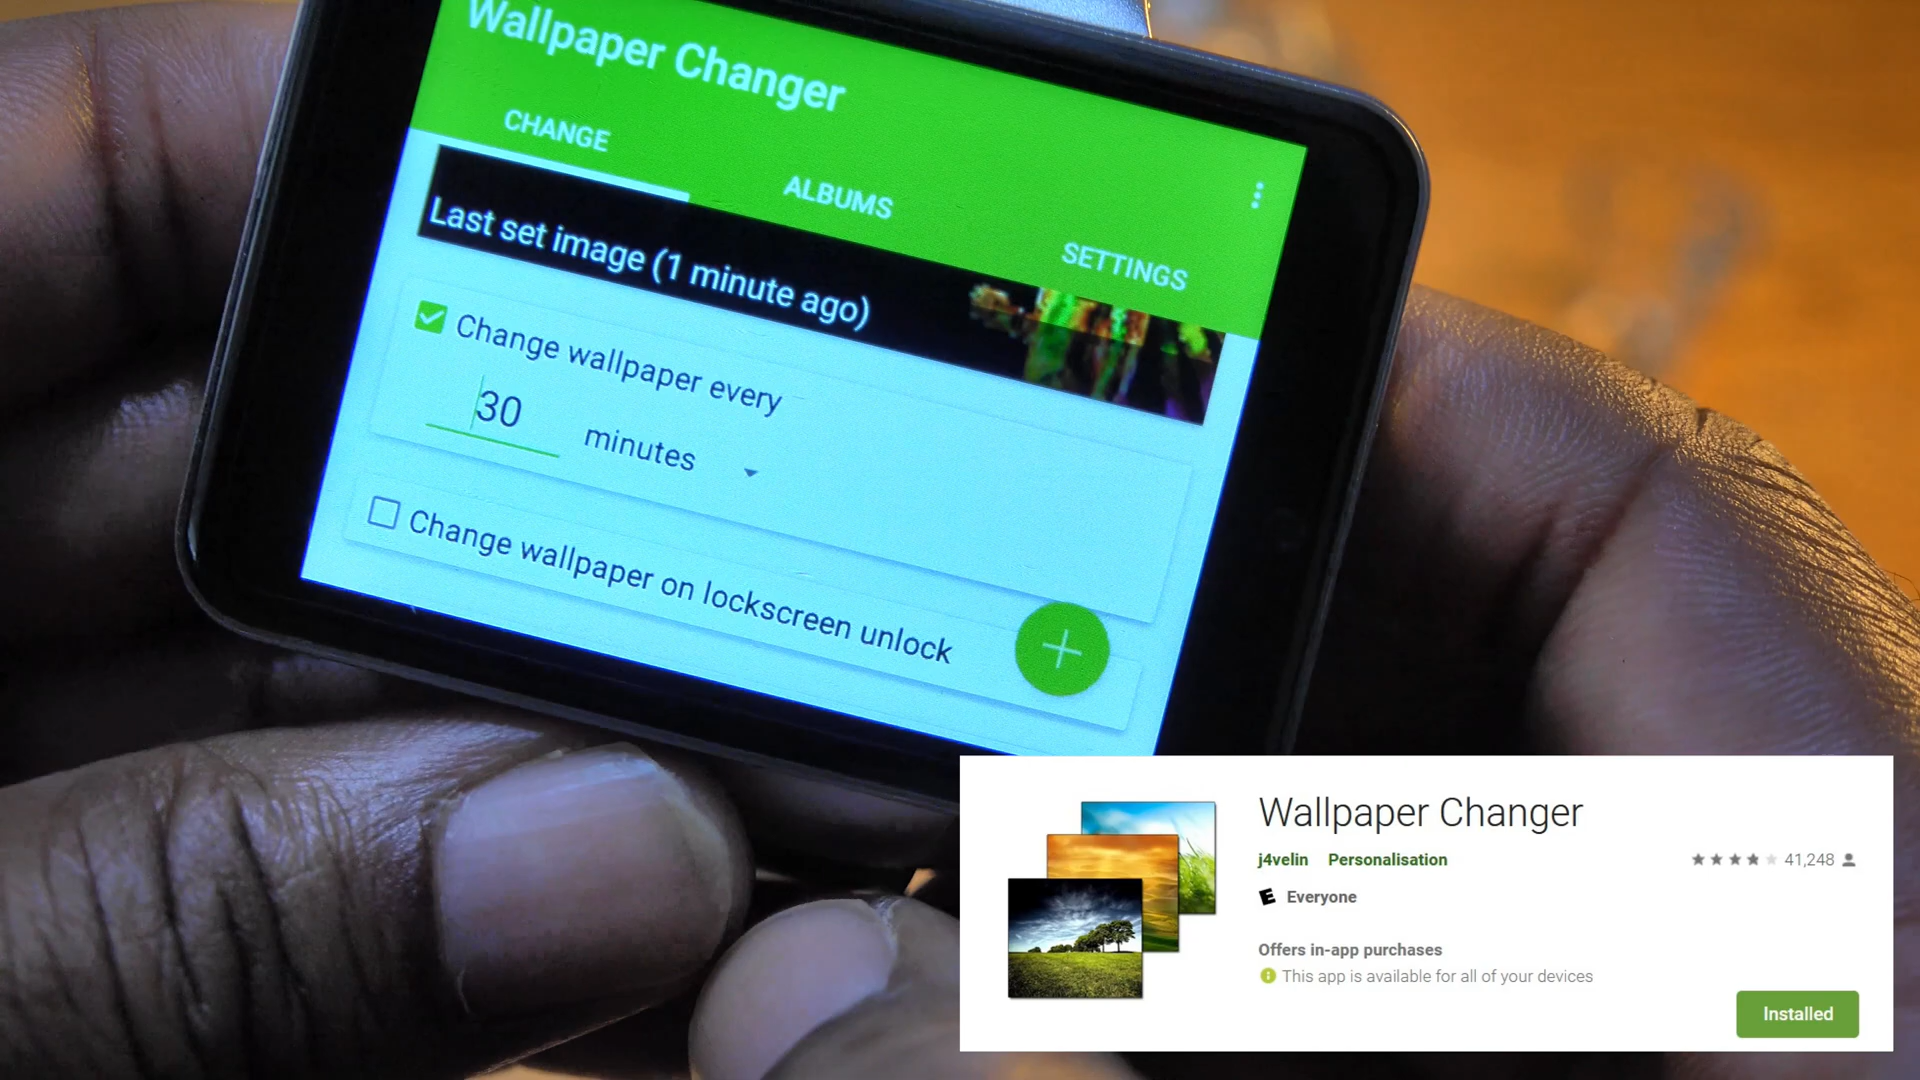 Wallpaper Changer
CHANGE
ALBUMS
SETTINGS
Last set image (1 minute ago)
Change wallpaper every
30 minutes
Change wallpaper on lockscreen unlock
Wallpaper Changer
j4velin Personalisation 41,248
E Everyone
Offers in-app purchases
This app is available for all of your devices
Installed